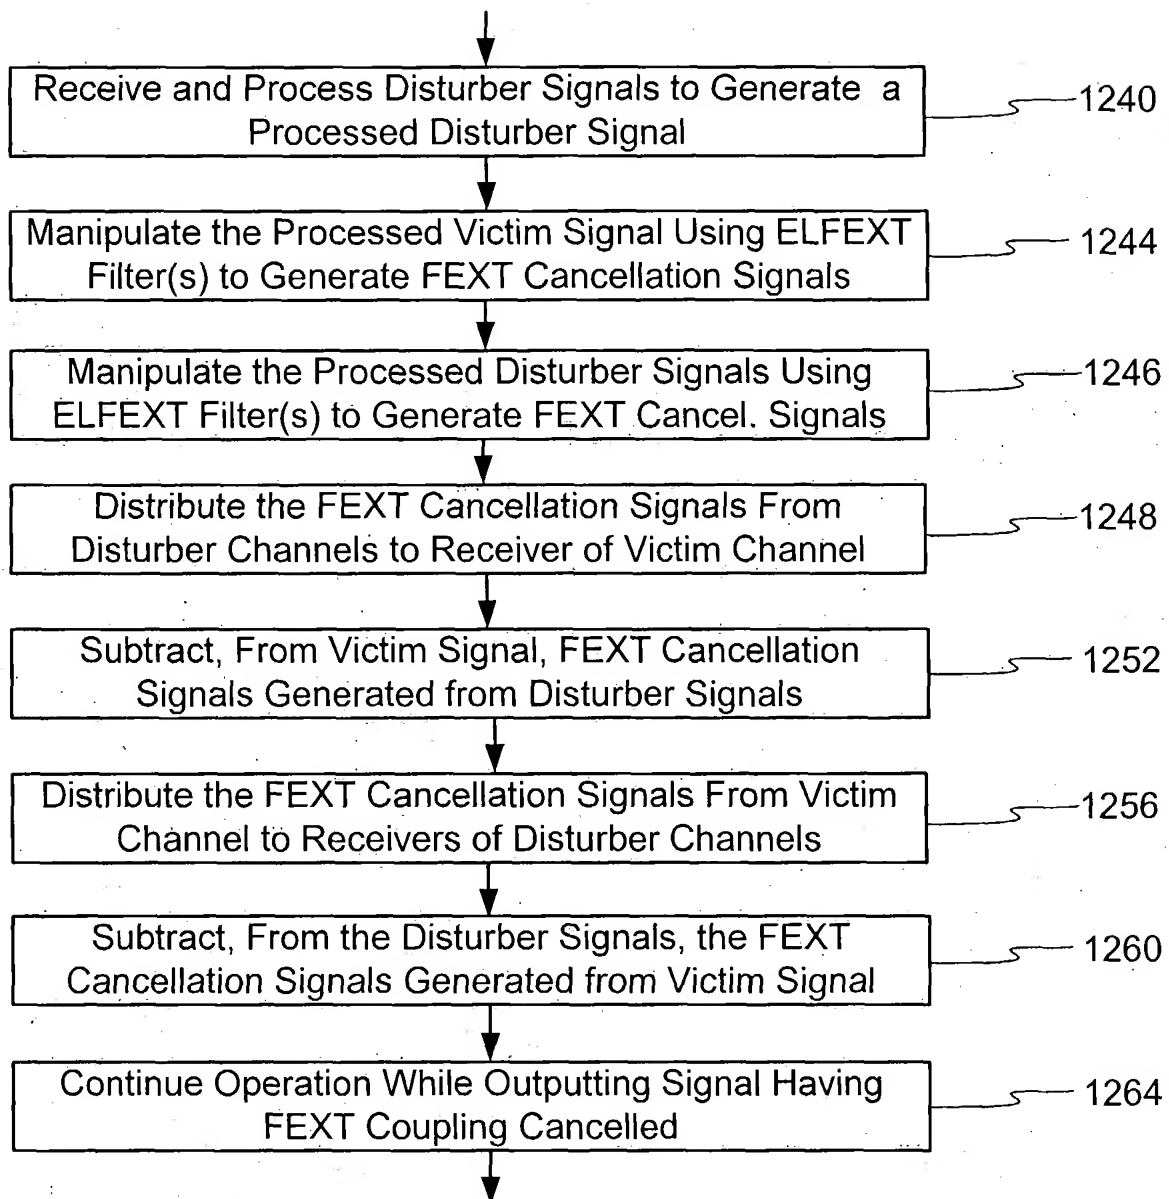 Receive and Process Disturber Signals to Generate a
Processed Disturber Signal
1240
Manipulate the Processed Victim Signal Using ELFEXT
Filter(s) to Generate FEXT Cancellation Signals
1244
Manipulate the Processed Disturber Signals Using
ELFEXT Filter(s) to Generate FEXT Cancel. Signals
1246
Distribute the FEXT Cancellation Signals From
Disturber Channels to Receiver of Victim Channel
1248
Subtract, From Victim Signal, FEXT Cancellation
Signals Generated from Disturber Signals
1252
Distribute the FEXT Cancellation Signals From Victim
Channel to Receivers of Disturber Channels
1256
Subtract, From the Disturber Signals, the FEXT
Cancellation Signals Generated from Victim Signal
1260
Continue Operation While Outputting Signal Having
FEXT Coupling Cancelled
1264